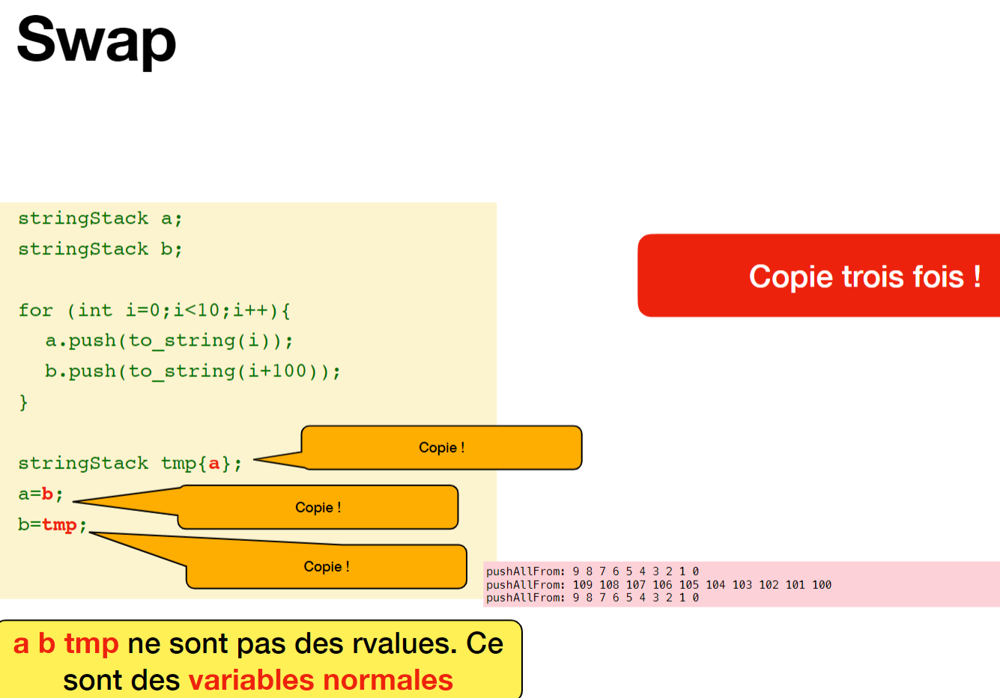 Swap
stringStack a;
stringStack b;
for (int i=0;i<10;i++){
a.push(to_string(i));
b.push(to_string(i+100));
}
stringStack tmp{a};
a=b;
b=tmp;
Copie !
Copie !
Copie !
Copie trois fois !
pushAllFrom: 9 8 7 6 5 4 3 2 1 0
pushAllFrom: 109 108 107 106 105 104 103 102 101 100
pushAllFrom: 9 8 7 6 5 4 3 2 1 0
a b tmp ne sont pas des rvalues. Ce
sont des variables normales